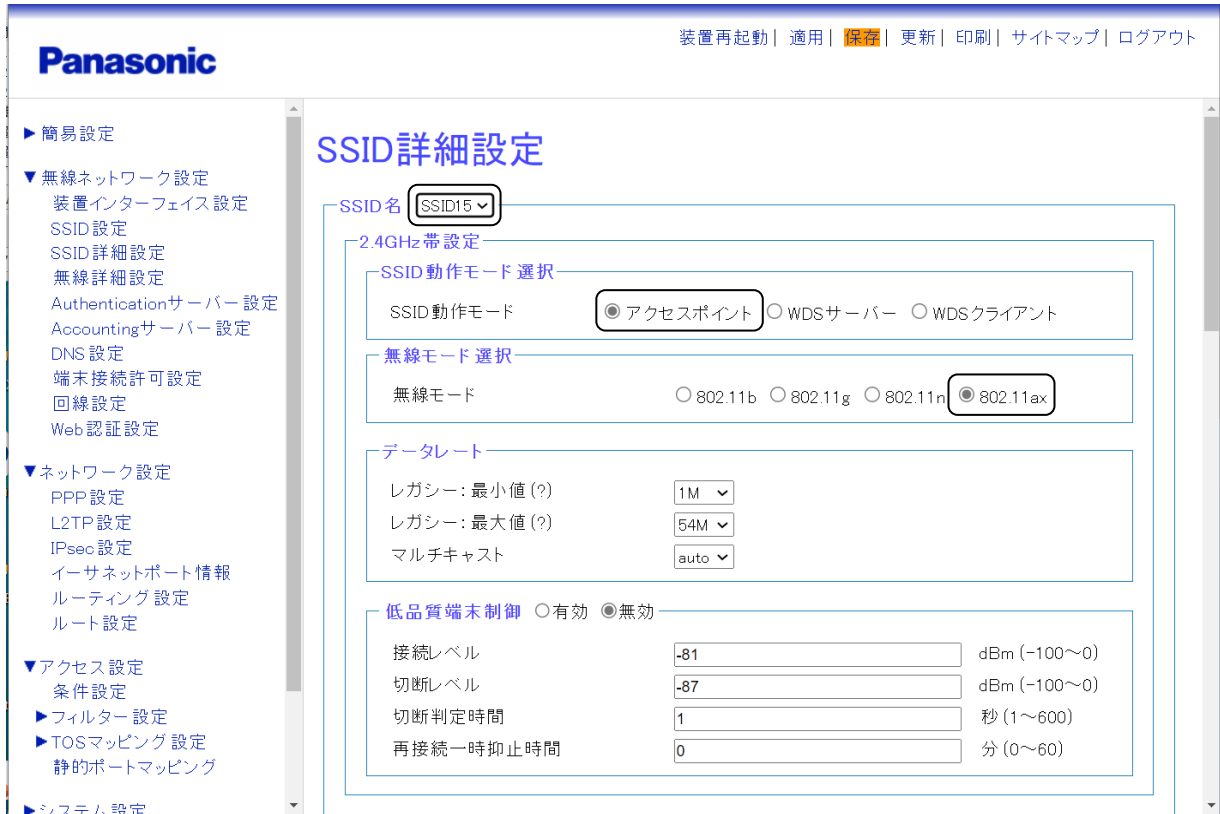 装置再起動| 適用| 保存| 更新| 印刷| サイトマップ| ログアウト
Panasonic
▶簡易設定
▼無線ネットワーク設定
装置インターフェイス設定
SSID設定
SSID詳細設定
無線詳細設定
Authenticationサーバー設定
Accountingサーバー設定
DNS設定
端末接続許可設定
回線設定
Web認証設定
▼ネットワーク設定
PPP設定
L2TP設定
IPsec設定
イーサネットポート情報
ルーティング設定
ルート設定
▼アクセス設定
条件設定
▶フィルター設定
▶TOSマッピング設定
静的ポートマッピング
▶システム設定
SSID詳細設定
SSID名 SSID15
2.4GHz帯設定
SSID動作モード選択
SSID動作モード アクセスポイント WDSサーバー WDSクライアント
無線モード選択
無線モード 802.11b 802.11g 802.11n 802.11ax
データレート
レガシー:最小値(?) 1M
レガシー:最大値(?) 54M
マルチキャスト auto
低品質端末制御 有効 無効
接続レベル -81 dBm(-100～0)
切断レベル -87 dBm(-100～0)
切断判定時間 1 秒(1～600)
再接続一時抑止時間 0 分(0～60)